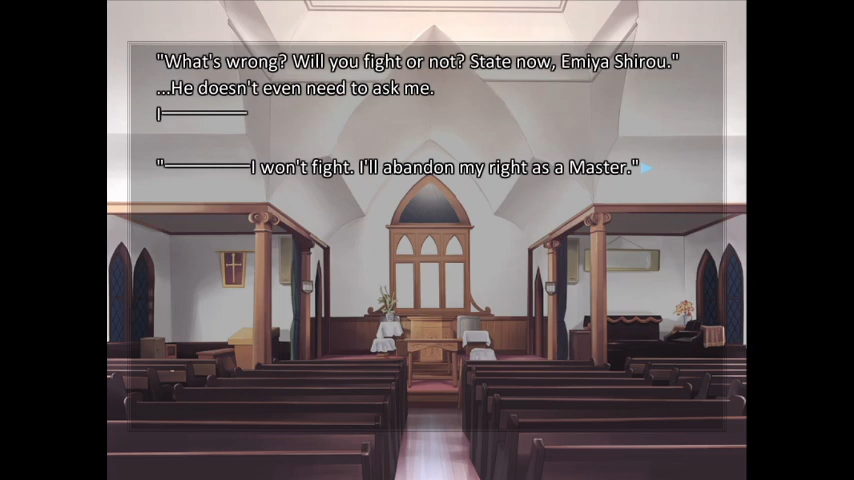 "What's wrong? Will you fight or not? State now, Emiya Shirou."
...He doesn't even need to ask me.
I―――――
"―――――I won't fight. I'll abandon my right as a Master."